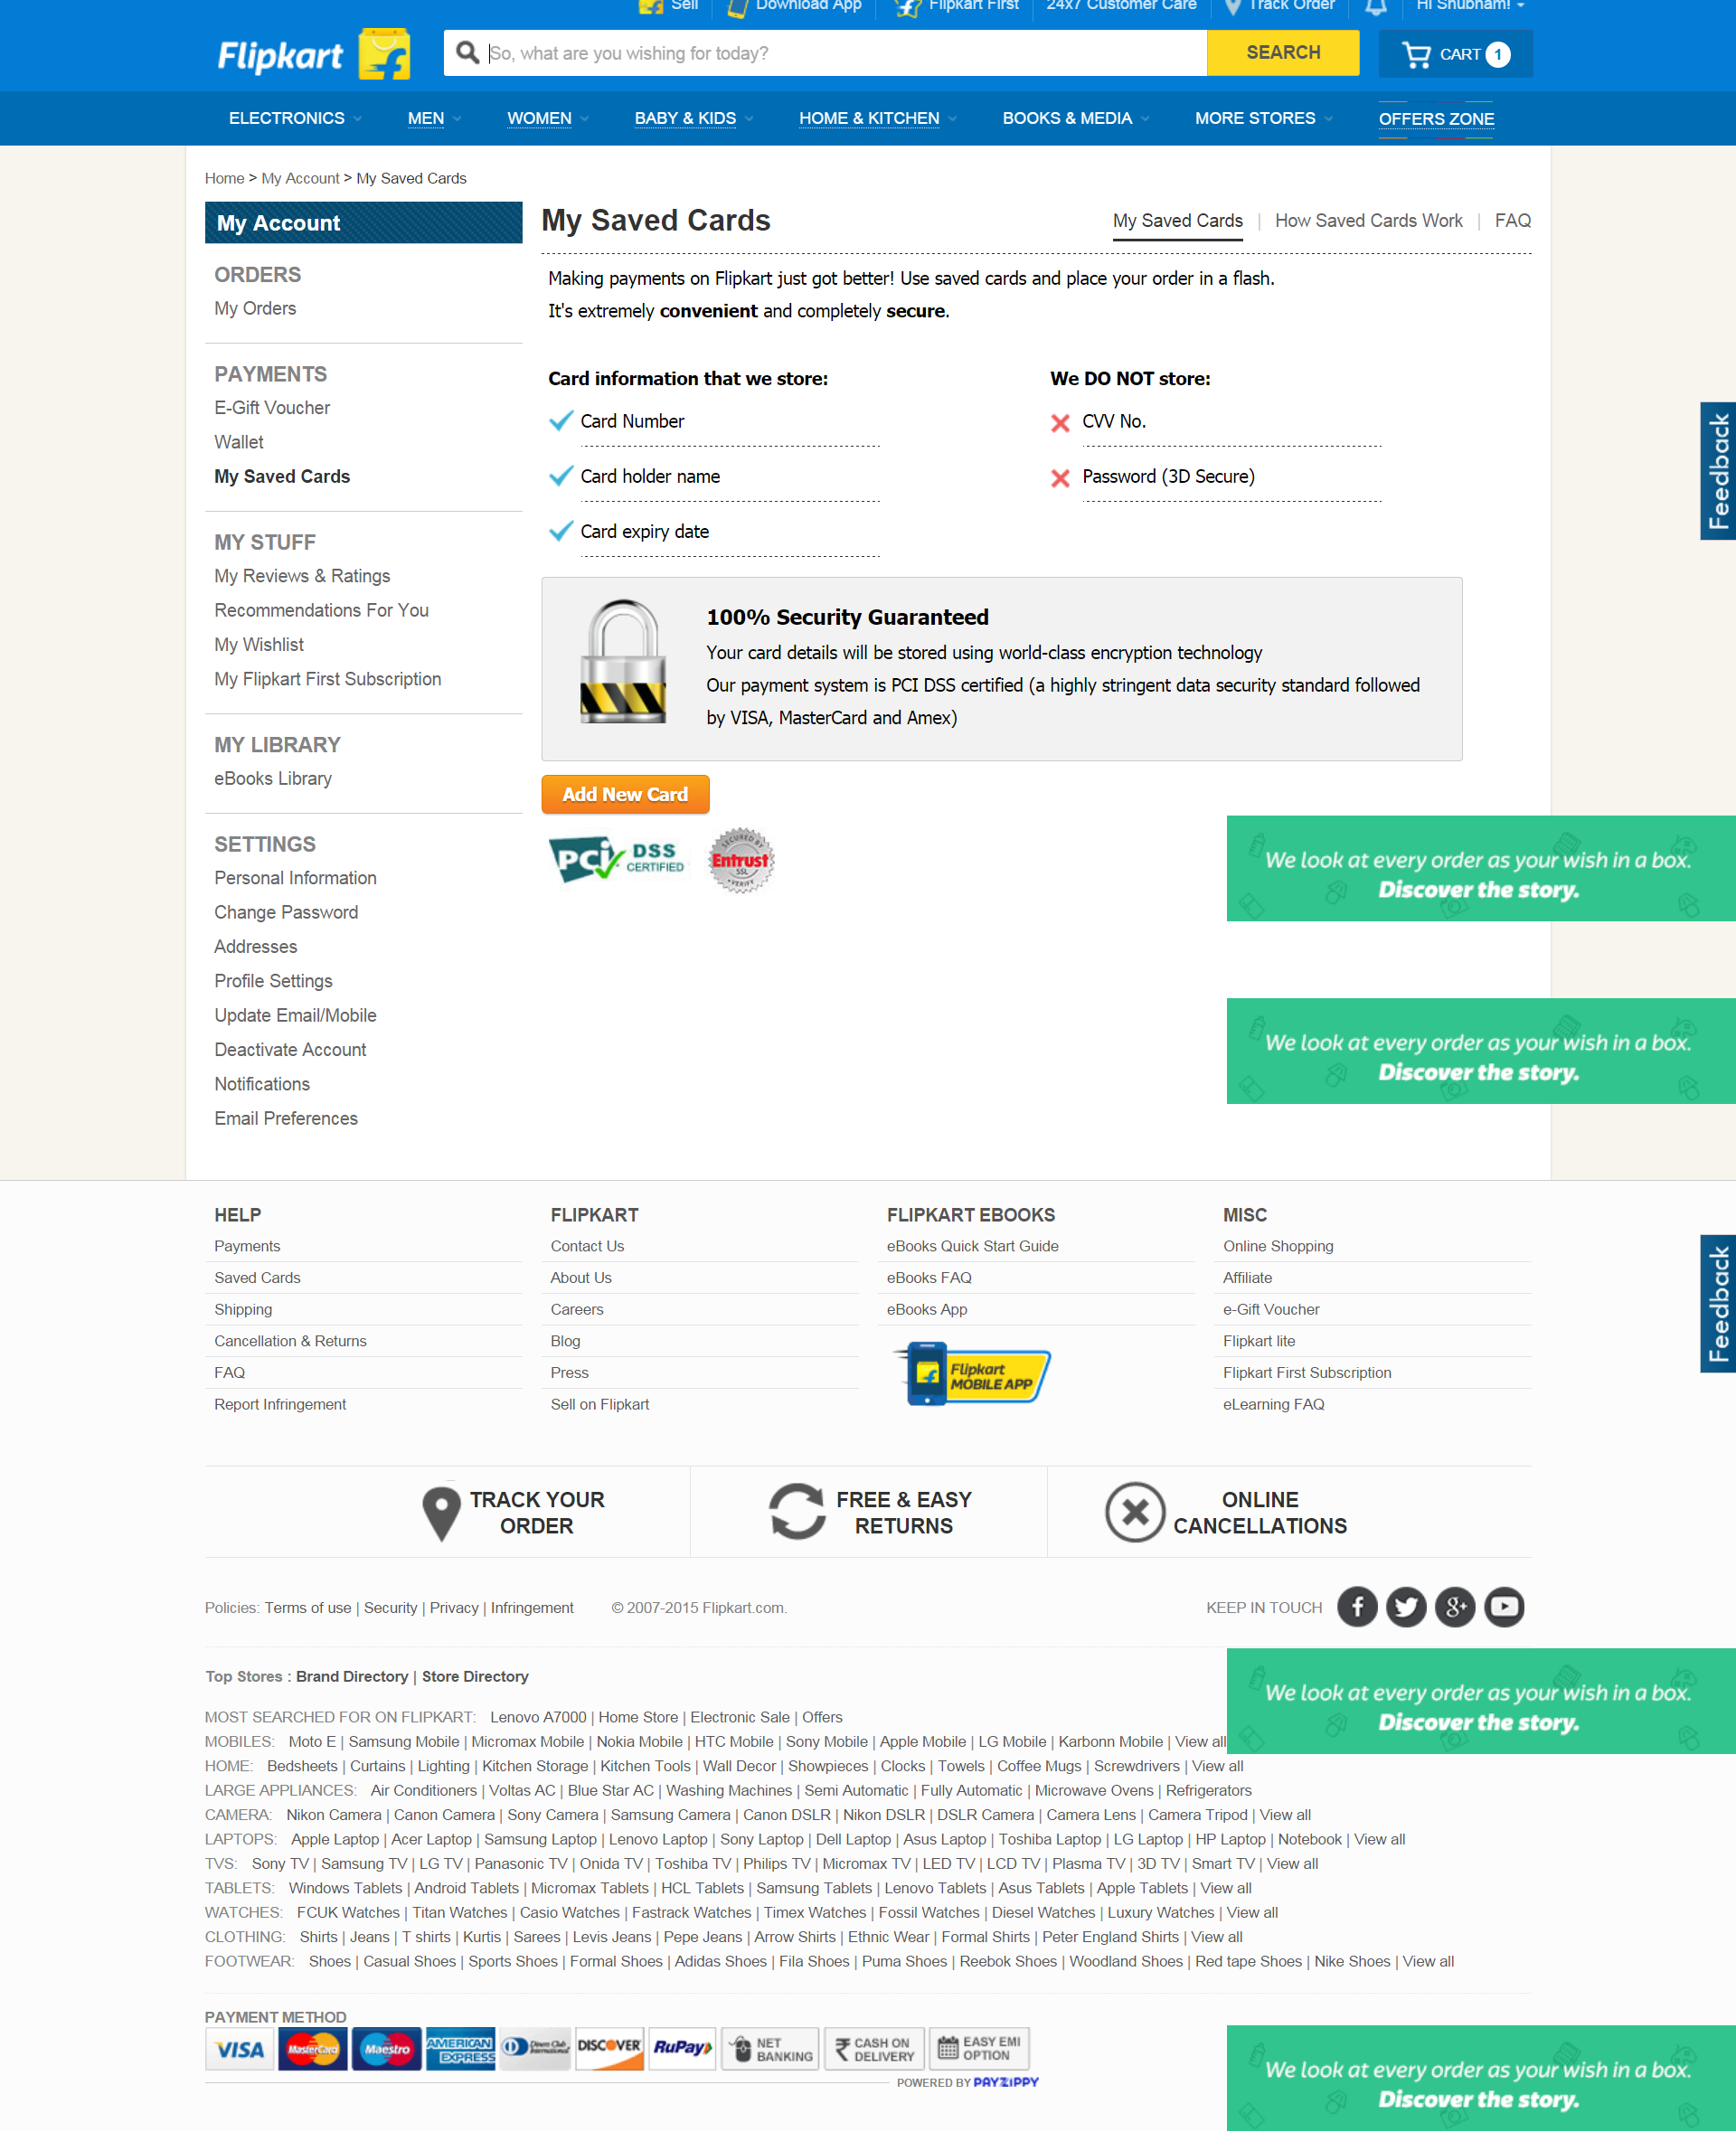 Sell Download App Flipkart First 24x7 Customer Care Track Order Hi Shubham!
Flipkart So, what are you wishing for today? SEARCH CART 1
ELECTRONICS MEN WOMEN BABY & KIDS HOME & KITCHEN BOOKS & MEDIA MORE STORES OFFERS ZONE
Home > My Account > My Saved Cards
My Account
ORDERS
My Orders
PAYMENTS
E-Gift Voucher
Wallet
My Saved Cards
MY STUFF
My Reviews & Ratings
Recommendations For You
My Wishlist
My Flipkart First Subscription
MY LIBRARY
eBooks Library
SETTINGS
Personal Information
Change Password
Addresses
Profile Settings
Update Email/Mobile
Deactivate Account
Notifications
Email Preferences
My Saved Cards
My Saved Cards | How Saved Cards Work | FAQ
Making payments on Flipkart just got better! Use saved cards and place your order in a flash.
It's extremely convenient and completely secure.
Card information that we store:
Card Number
Card holder name
Card expiry date
We DO NOT store:
CVV No.
Password (3D Secure)
100% Security Guaranteed
Your card details will be stored using world-class encryption technology
Our payment system is PCI DSS certified (a highly stringent data security standard followed
by VISA, MasterCard and Amex)
Add New Card
PCI DSS CERTIFIED
SECURED BY Entrust SSL VERIFY
Feedback
We look at every order as your wish in a box.
Discover the story.
We look at every order as your wish in a box.
Discover the story.
HELP
Payments
Saved Cards
Shipping
Cancellation & Returns
FAQ
Report Infringement
FLIPKART
Contact Us
About Us
Careers
Blog
Press
Sell on Flipkart
FLIPKART EBOOKS
eBooks Quick Start Guide
eBooks FAQ
eBooks App
Flipkart
MOBILE APP
MISC
Online Shopping
Affiliate
e-Gift Voucher
Flipkart lite
Flipkart First Subscription
eLearning FAQ
Feedback
TRACK YOUR
ORDER
FREE & EASY
RETURNS
ONLINE
CANCELLATIONS
Policies: Terms of use | Security | Privacy | Infringement © 2007-2015 Flipkart.com. KEEP IN TOUCH
Top Stores : Brand Directory | Store Directory
We look at every order as your wish in a box.
Discover the story.
MOST SEARCHED FOR ON FLIPKART: Lenovo A7000 | Home Store | Electronic Sale | Offers
MOBILES: Moto E | Samsung Mobile | Micromax Mobile | Nokia Mobile | HTC Mobile | Sony Mobile | Apple Mobile | LG Mobile | Karbonn Mobile | View all
HOME: Bedsheets | Curtains | Lighting | Kitchen Storage | Kitchen Tools | Wall Decor | Showpieces | Clocks | Towels | Coffee Mugs | Screwdrivers | View all
LARGE APPLIANCES: Air Conditioners | Voltas AC | Blue Star AC | Washing Machines | Semi Automatic | Fully Automatic | Microwave Ovens | Refrigerators
CAMERA: Nikon Camera | Canon Camera | Sony Camera | Samsung Camera | Canon DSLR | Nikon DSLR | DSLR Camera | Camera Lens | Camera Tripod | View all
LAPTOPS: Apple Laptop | Acer Laptop | Samsung Laptop | Lenovo Laptop | Sony Laptop | Dell Laptop | Asus Laptop | Toshiba Laptop | LG Laptop | HP Laptop | Notebook | View all
TVS: Sony TV | Samsung TV | LG TV | Panasonic TV | Onida TV | Toshiba TV | Philips TV | Micromax TV | LED TV | LCD TV | Plasma TV | 3D TV | Smart TV | View all
TABLETS: Windows Tablets | Android Tablets | Micromax Tablets | HCL Tablets | Samsung Tablets | Lenovo Tablets | Asus Tablets | Apple Tablets | View all
WATCHES: FCUK Watches | Titan Watches | Casio Watches | Fastrack Watches | Timex Watches | Fossil Watches | Diesel Watches | Luxury Watches | View all
CLOTHING: Shirts | Jeans | T shirts | Kurtis | Sarees | Levis Jeans | Pepe Jeans | Arrow Shirts | Ethnic Wear | Formal Shirts | Peter England Shirts | View all
FOOTWEAR: Shoes | Casual Shoes | Sports Shoes | Formal Shoes | Adidas Shoes | Fila Shoes | Puma Shoes | Reebok Shoes | Woodland Shoes | Red tape Shoes | Nike Shoes | View all
PAYMENT METHOD
VISA MasterCard Maestro AMERICAN EXPRESS Diners Club International DISCOVER RuPay NET BANKING CASH ON DELIVERY EASY EMI OPTION
POWERED BY PAYZIPPY
We look at every order as your wish in a box.
Discover the story.